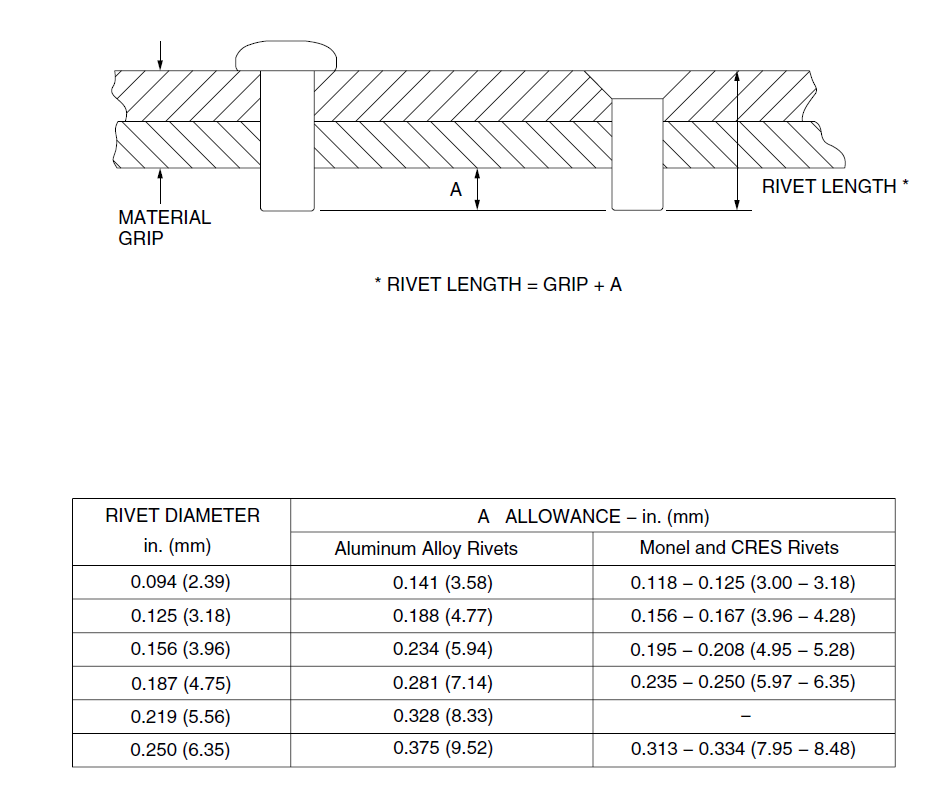 A
RIVET LENGTH *
MATERIAL
GRIP
* RIVET LENGTH = GRIP + A
RIVET DIAMETER
in. (mm)
A ALLOWANCE – in. (mm)
Aluminum Alloy Rivets
Monel and CRES Rivets
0.094 (2.39) 0.141 (3.58) 0.118 – 0.125 (3.00 – 3.18)
0.125 (3.18) 0.188 (4.77) 0.156 – 0.167 (3.96 – 4.28)
0.156 (3.96) 0.234 (5.94) 0.195 – 0.208 (4.95 – 5.28)
0.187 (4.75) 0.281 (7.14) 0.235 – 0.250 (5.97 – 6.35)
0.219 (5.56) 0.328 (8.33) –
0.250 (6.35) 0.375 (9.52) 0.313 – 0.334 (7.95 – 8.48)